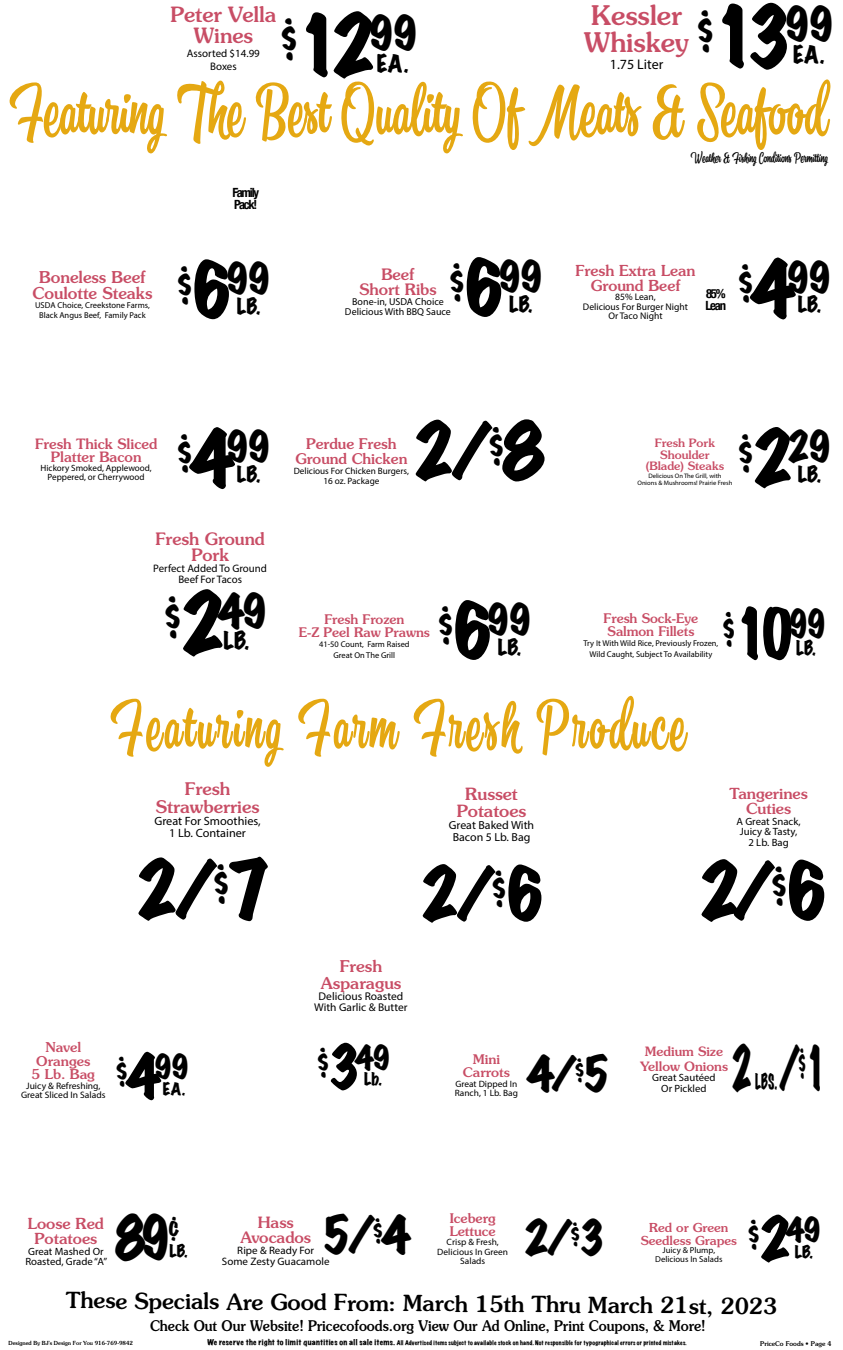 Peter Vella
Wines
Assorted $14.99
Boxes
$12.99
EA.
Kessler
Whiskey
1.75 Liter
$13.99
EA.
Featuring The Best Quality Of Meats & Seafood
Weather & Fishing Conditions Permitting
Family
Pack!
Boneless Beef
Coulotte Steaks
USDA Choice, Creekstone Farms,
Black Angus Beef, Family Pack
$6.99
LB.
Beef
Short Ribs
Bone-in, USDA Choice
Delicious With BBQ Sauce
$6.99
LB.
Fresh Extra Lean
Ground Beef
85% Lean,
Delicious For Burger Night
Or Taco Night
85%
Lean
$4.99
LB.
Fresh Thick Sliced
Platter Bacon
Hickory Smoked, Applewood,
Peppered, or Cherrywood
$4.99
LB.
Perdue Fresh
Ground Chicken
Delicious For Chicken Burgers,
16 oz. Package
2/$8
Fresh Pork
Shoulder
(Blade) Steaks
Delicious On The Grill, with
Onions & Mushrooms! Prairie Fresh
$2.29
LB.
Fresh Ground
Pork
Perfect Added To Ground
Beef For Tacos
$2.49
LB.
Fresh Frozen
E-Z Peel Raw Prawns
41-50 Count, Farm Raised
Great On The Grill
$6.99
LB.
Fresh Sock-Eye
Salmon Fillets
Try It With Wild Rice, Previously Frozen,
Wild Caught, Subject To Availability
$10.99
LB.
Featuring Farm Fresh Produce
Fresh
Strawberries
Great For Smoothies,
1 Lb. Container
2/$7
Russet
Potatoes
Great Baked With
Bacon 5 Lb. Bag
2/$6
Tangerines
Cuties
A Great Snack,
Juicy & Tasty,
2 Lb. Bag
2/$6
Navel
Oranges
5 Lb. Bag
Juicy & Refreshing,
Great Sliced In Salads
$4.99
EA.
Fresh
Asparagus
Delicious Roasted
With Garlic & Butter
$3.49
Lb.
Mini
Carrots
Great Dipped In
Ranch, 1 Lb. Bag
4/$5
Medium Size
Yellow Onions
Great Sautéed
Or Pickled
2 LBS./$1
Loose Red
Potatoes
Great Mashed Or
Roasted, Grade "A"
89¢
LB.
Hass
Avocados
Ripe & Ready For
Some Zesty Guacamole
5/$4
Iceberg
Lettuce
Crisp & Fresh,
Delicious In Green
Salads
2/$3
Red or Green
Seedless Grapes
Juicy & Plump,
Delicious In Salads
$2.49
LB.
These Specials Are Good From: March 15th Thru March 21st, 2023
Check Out Our Website! Pricecofoods.org View Our Ad Online, Print Coupons, & More!
Designed By BJ's Design For You 916-769-9842
We reserve the right to limit quantities on all sale items. All Advertised items subject to available stock on hand. Not responsible for typographical errors or printed mistakes.
PriceCo Foods • Page 4